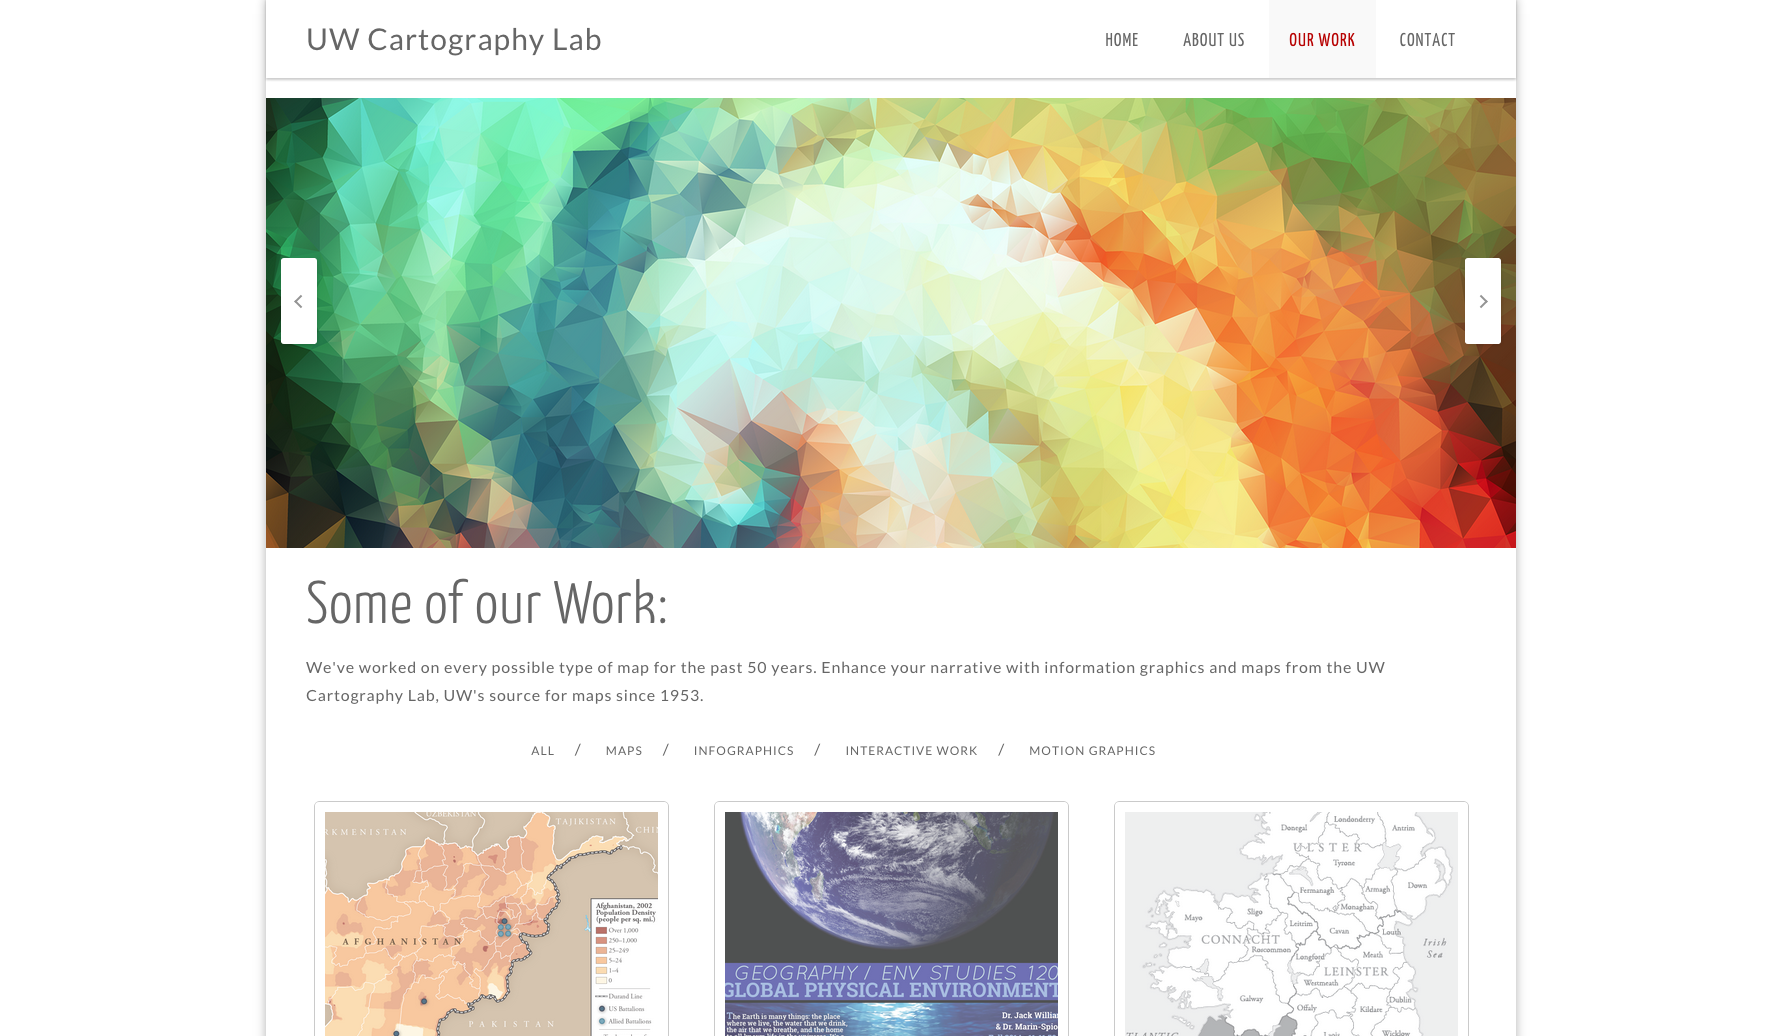 UW Cartography Lab
HOME
ABOUT US
OUR WORK
CONTACT
Some of our Work:
We've worked on every possible type of map for the past 50 years. Enhance your narrative with information graphics and maps from the UW
Cartography Lab, UW's source for maps since 1953.
ALL / MAPS / INFOGRAPHICS / INTERACTIVE WORK / MOTION GRAPHICS
UZBEKISTAN
TAJIKISTAN
RKMENISTAN
CHI
Afghanistan, 2002
Population Density
(people per sq. mi.)
Over 1,000
250–1,000
25–249
5–24
1–4
0
Durand Line
US Battalions
Allied Battalions
AFGHANISTAN
PAKISTAN
GEOGRAPHY / ENV STUDIES 120
GLOBAL PHYSICAL ENVIRONMENT
The Earth is many things: the place
where we live, the water that we drink,
the air that we breathe, and the home
Dr. Jack Willia
& Dr. Marin-Spio
Londonderry
Donegal
Antrim
ULSTER
Tyrone
Fermanagh
Armagh
Down
Monaghan
Sligo
Mayo
Leitrim
Cavan
Louth
CONNACHT
Roscommon
Irish
Sea
Longford
Meath
LEINSTER
Westmeath
Galway
Dublin
Offaly
Kildare
Laois
Wicklow
ATLANTIC